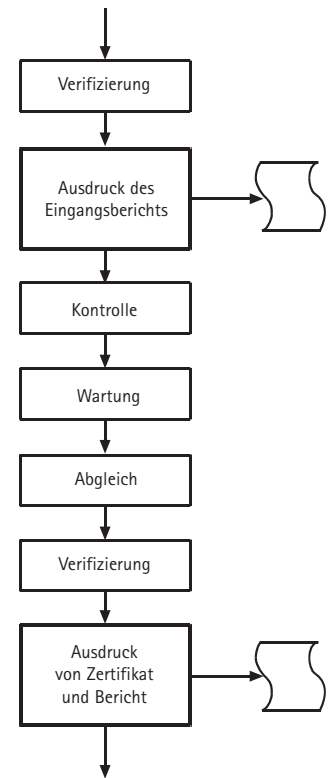 Verifizierung
Ausdruck des
Eingangsberichts
Kontrolle
Wartung
Abgleich
Verifizierung
Ausdruck
von Zertifikat
und Bericht